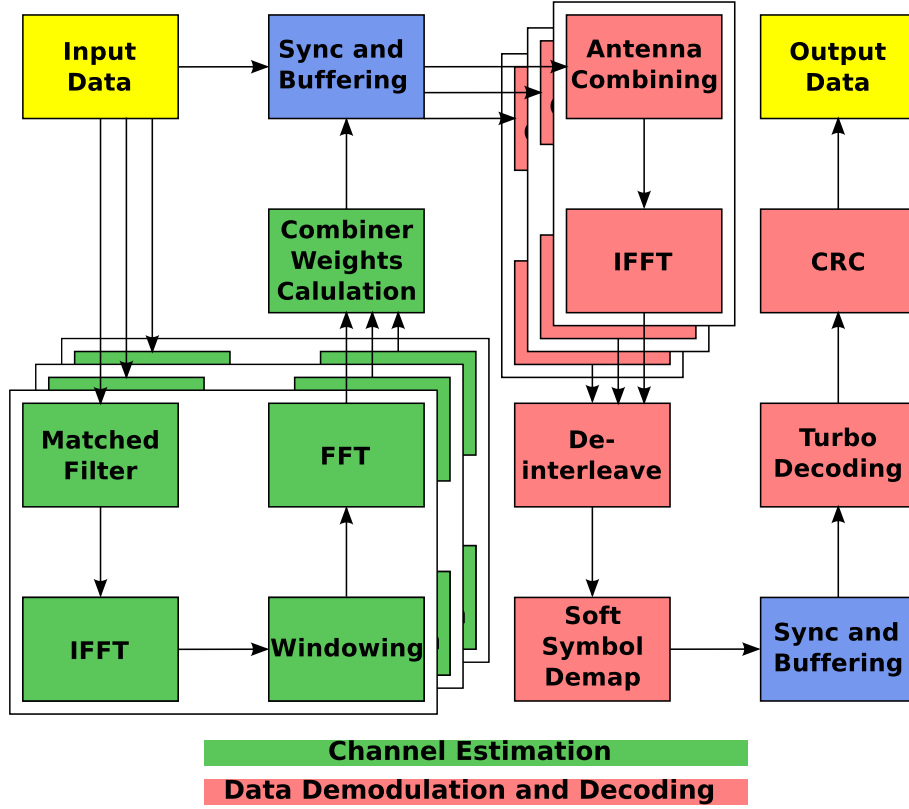 Input
Data
Sync and
Buffering
Antenna
Combining
Output
Data
Combiner
Weights
Calulation
IFFT
CRC
Matched
Filter
FFT
De-
interleave
Turbo
Decoding
IFFT
Windowing
Soft
Symbol
Demap
Sync and
Buffering
Channel Estimation
Data Demodulation and Decoding